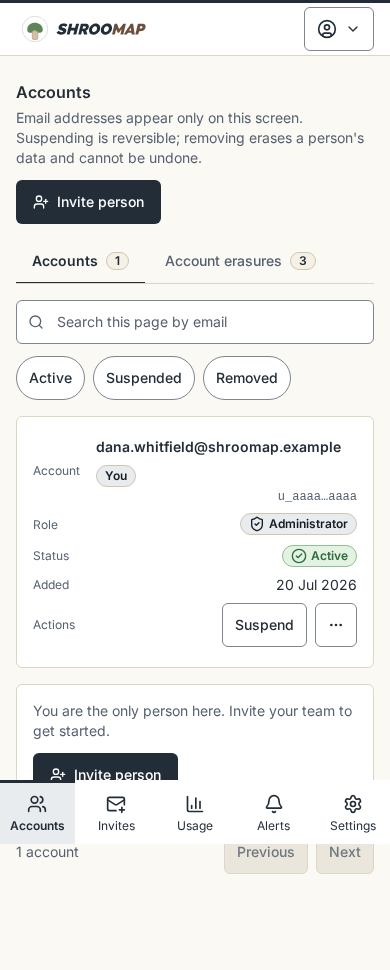 SHROOMAP
Accounts
Email addresses appear only on this screen.
Suspending is reversible; removing erases a person's
data and cannot be undone.
Invite person
Accounts 1 Account erasures 3
Search this page by email
Active Suspended Removed
dana.whitfield@shroomap.example
Account You
u_aaaa…aaaa
Role Administrator
Status Active
Added 20 Jul 2026
Actions Suspend ...
You are the only person here. Invite your team to
get started.
Invite person
Accounts Invites Usage Alerts Settings
1 account Previous Next